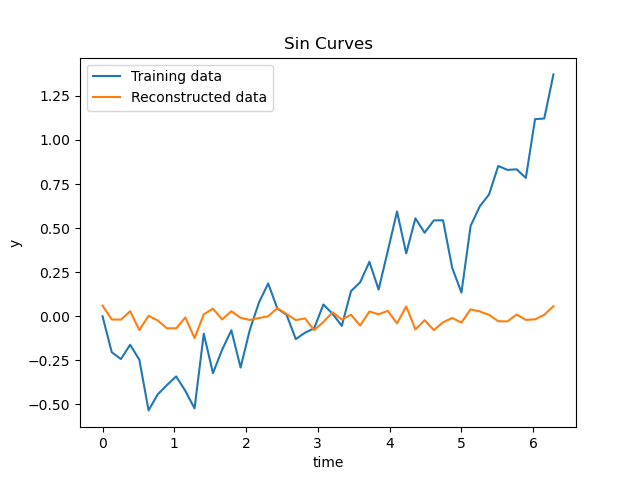 Sin Curves
Training data
Reconstructed data
1.25
1.00
0.75
0.50
0.25
0.00
−0.25
−0.50
y
0 1 2 3 4 5 6
time